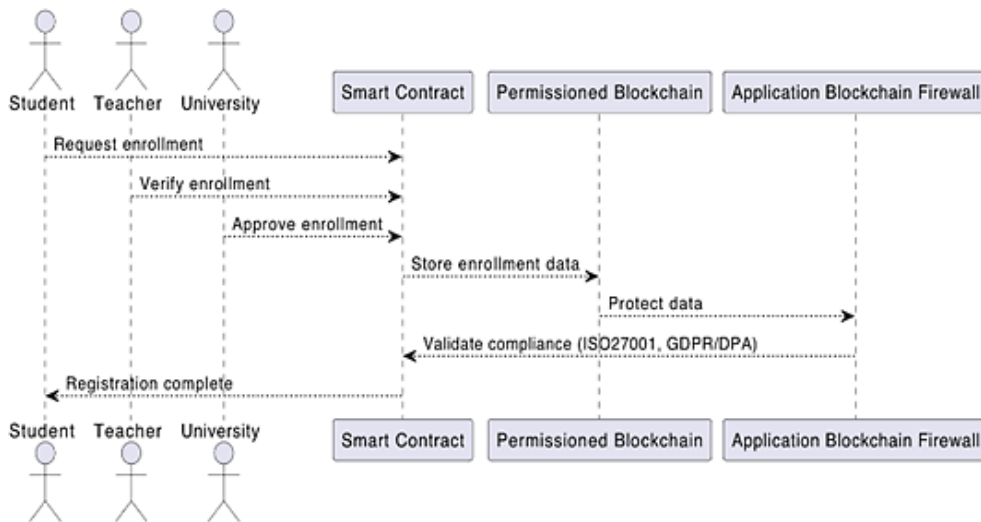 Student Teacher University Smart Contract Permissioned Blockchain Application Blockchain Firewall
Request enrollment
Verify enrollment
Approve enrollment
Store enrollment data
Protect data
Validate compliance (ISO27001, GDPR/DPA)
Registration complete
Student Teacher University Smart Contract Permissioned Blockchain Application Blockchain Firewall